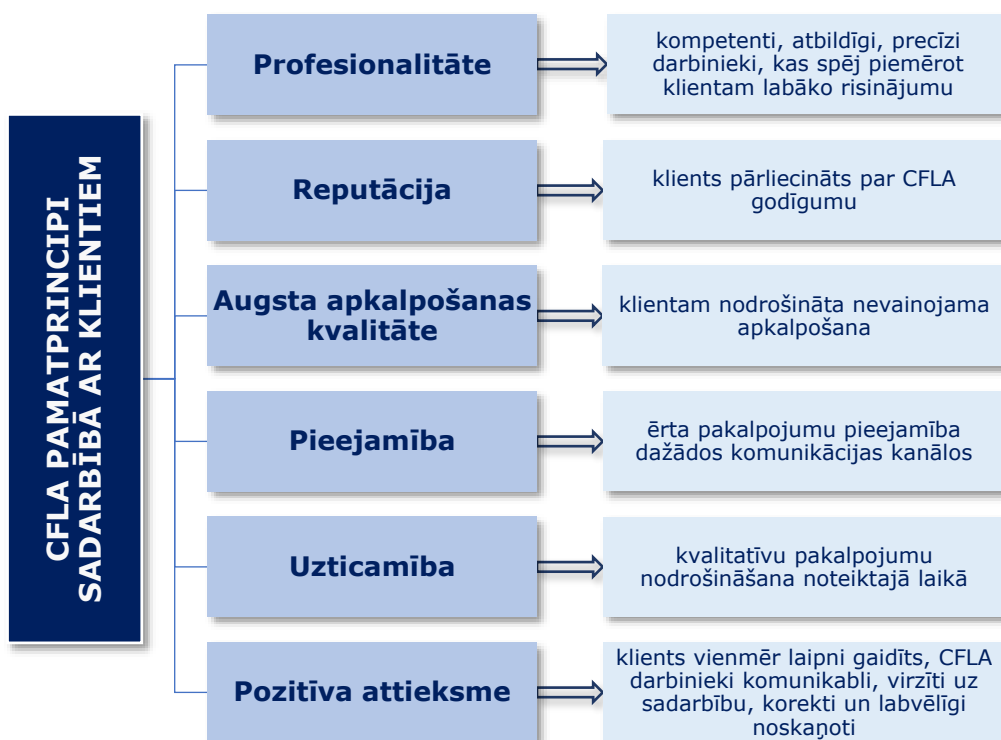 CFLA PAMATPRINCIPI
SADARBĪBĀ AR KLIENTIEM
Profesionalitāte
kompetenti, atbildīgi, precīzi
darbinieki, kas spēj piemērot
klientam labāko risinājumu
Reputācija
klients pārliecināts par CFLA
godīgumu
Augsta apkalpošanas
kvalitāte
klientam nodrošināta nevainojama
apkalpošana
Pieejamība
ērta pakalpojumu pieejamība
dažādos komunikācijas kanālos
Uzticamība
kvalitatīvu pakalpojumu
nodrošināšana noteiktajā laikā
Pozitīva attieksme
klients vienmēr laipni gaidīts, CFLA
darbinieki komunikabli, virzīti uz
sadarbību, korekti un labvēlīgi
noskaņoti